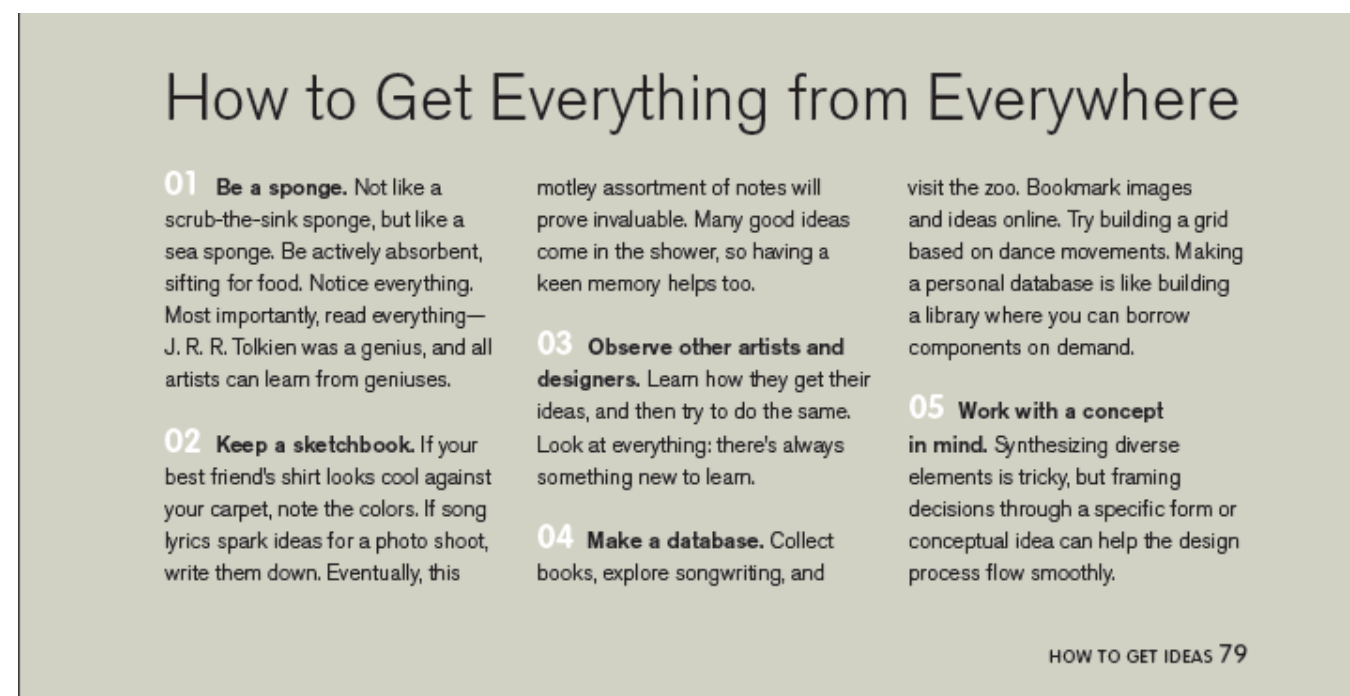 How to Get Everything from Everywhere
01 Be a sponge. Not like a
scrub-the-sink sponge, but like a
sea sponge. Be actively absorbent,
sifting for food. Notice everything.
Most importantly, read everything—
J. R. R. Tolkien was a genius, and all
artists can learn from geniuses.
02 Keep a sketchbook. If your
best friend's shirt looks cool against
your carpet, note the colors. If song
lyrics spark ideas for a photo shoot,
write them down. Eventually, this
motley assortment of notes will
prove invaluable. Many good ideas
come in the shower, so having a
keen memory helps too.
03 Observe other artists and
designers. Learn how they get their
ideas, and then try to do the same.
Look at everything: there's always
something new to learn.
04 Make a database. Collect
books, explore songwriting, and
visit the zoo. Bookmark images
and ideas online. Try building a grid
based on dance movements. Making
a personal database is like building
a library where you can borrow
components on demand.
05 Work with a concept
in mind. Synthesizing diverse
elements is tricky, but framing
decisions through a specific form or
conceptual idea can help the design
process flow smoothly.
HOW TO GET IDEAS 79